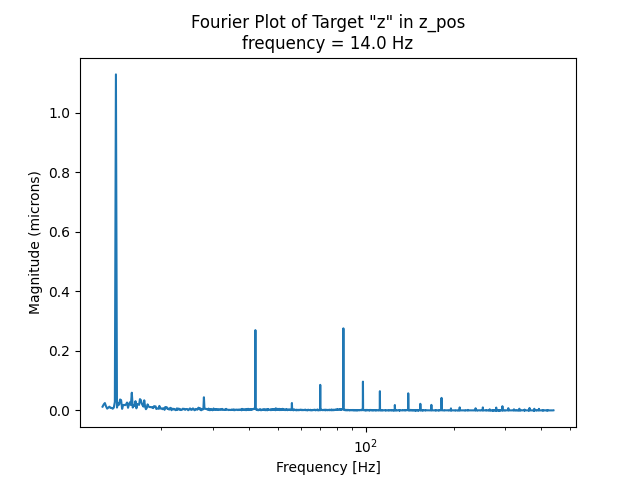 Fourier Plot of Target "z" in z_pos
frequency = 14.0 Hz
1.0
0.8
0.6
0.4
0.2
0.0
Magnitude (microns)
10²
Frequency [Hz]